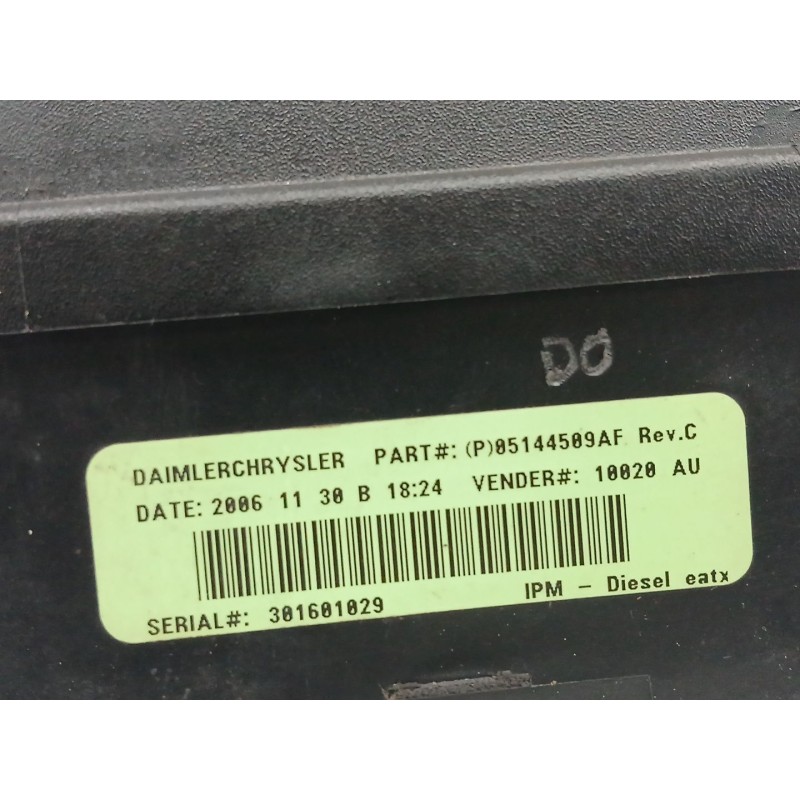 DO
DAIMLERCHRYSLER PART#: (P)05144509AF Rev.C
DATE: 2006 11 30 B 18:24 VENDER#: 10020 AU
SERIAL#: 301601029 IPM - Diesel eatx